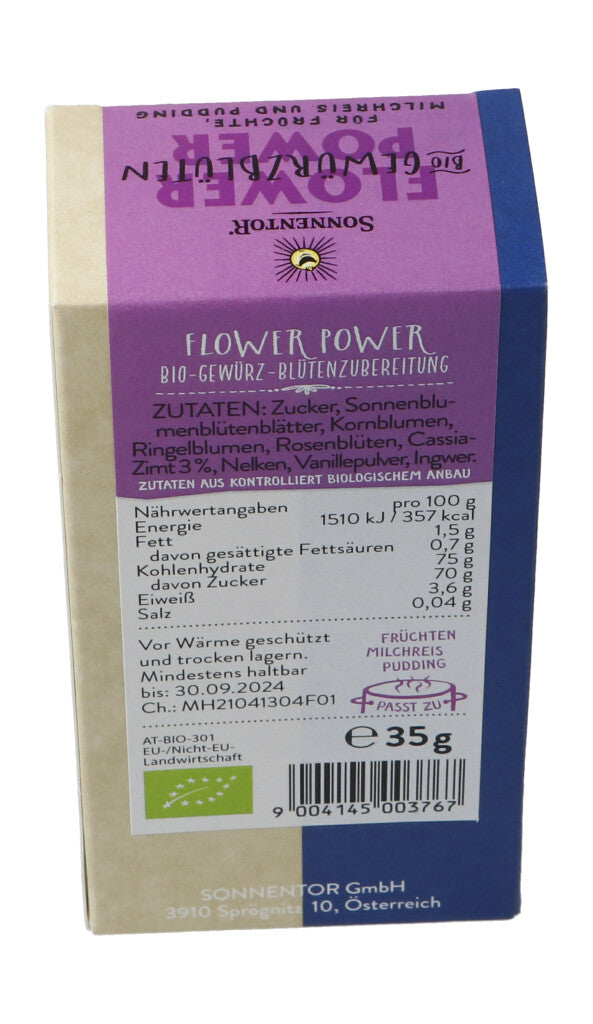 FÜR FRÜCHTE,
MILCHREIS UND PUDDING
FLOWER
POWER
BIO GEWÜRZBLÜTEN
SONNENTOR®
FLOWER POWER
BIO-GEWÜRZ-BLÜTENZUBEREITUNG
ZUTATEN: Zucker, Sonnenblu-
menblütenblätter, Kornblumen,
Ringelblumen, Rosenblüten, Cassia-
Zimt 3%, Nelken, Vanillepulver, Ingwer.
ZUTATEN AUS KONTROLLIERT BIOLOGISCHEM ANBAU
Nährwertangaben pro 100 g
Energie 1510 kJ / 357 kcal
Fett 1,5 g
davon gesättigte Fettsäuren 0,7 g
Kohlenhydrate 75 g
davon Zucker 70 g
Eiweiß 3,6 g
Salz 0,04 g
Vor Wärme geschützt
und trocken lagern.
Mindestens haltbar
bis: 30.09.2024
Ch.: MH21041304F01
FRÜCHTEN
MILCHREIS
PUDDING
PASST ZU
AT-BIO-301
EU-/Nicht-EU-
Landwirtschaft
℮ 35g
9 004145 003767
SONNENTOR GmbH
3910 Sprögnitz 10, Österreich